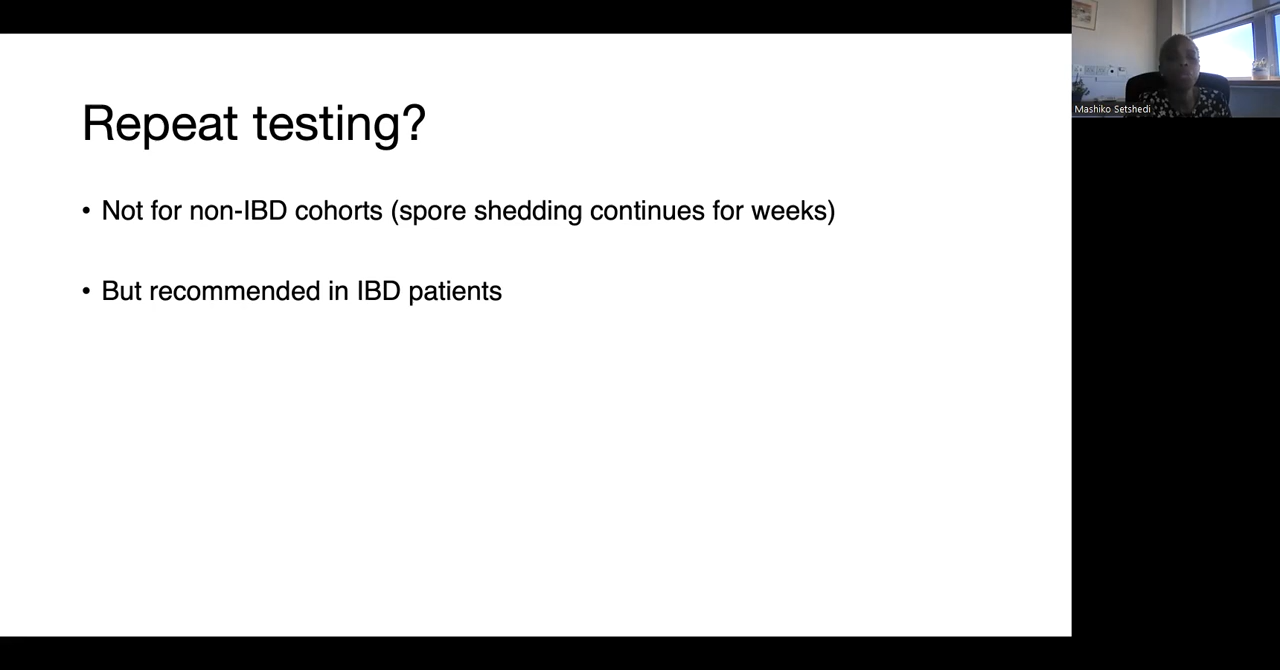 Repeat testing?
• Not for non-IBD cohorts (spore shedding continues for weeks)
• But recommended in IBD patients
Mashiko Setshedi